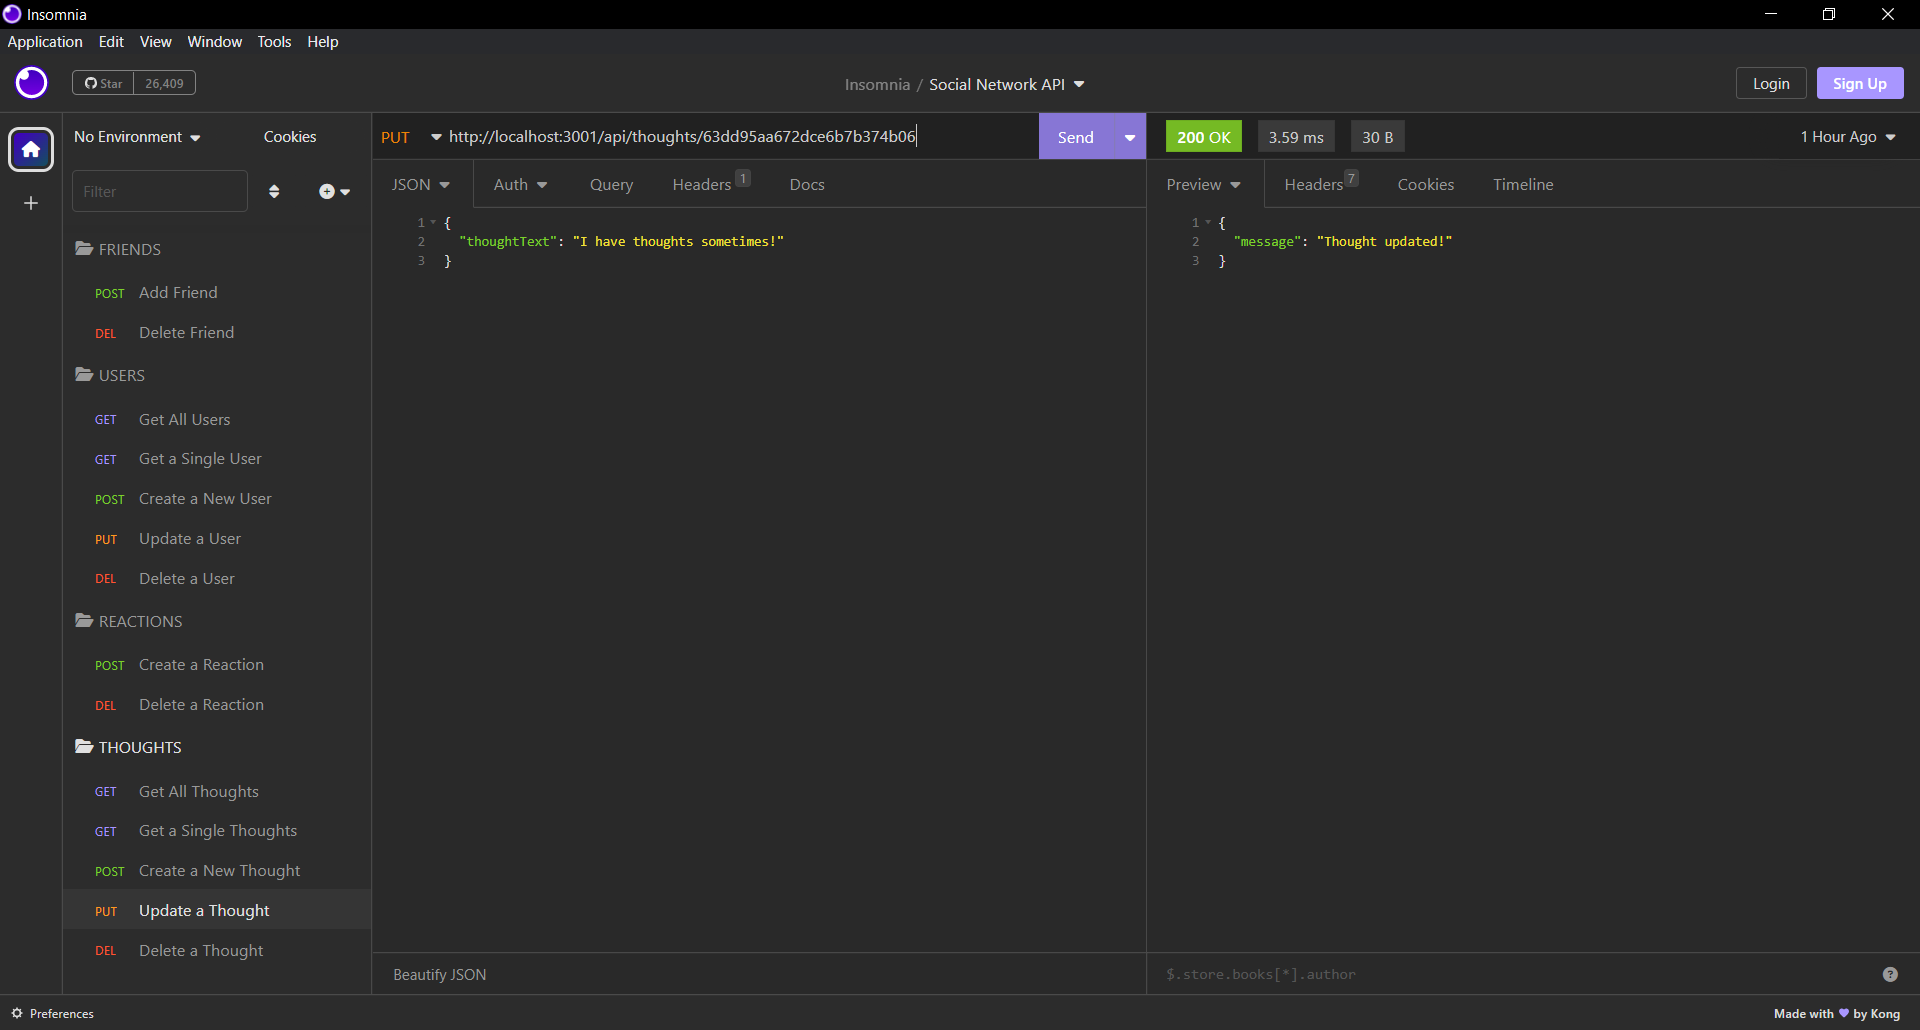 Insomnia
Application Edit View Window Tools Help
Star 26,409
Insomnia / Social Network API
Login Sign Up
No Environment Cookies
PUT http://localhost:3001/api/thoughts/63dd95aa672dce6b7b374b06 Send
200 OK 3.59 ms 30 B 1 Hour Ago
Filter
JSON Auth Query Headers 1 Docs
Preview Headers 7 Cookies Timeline
FRIENDS
POST Add Friend
DEL Delete Friend
USERS
GET Get All Users
GET Get a Single User
POST Create a New User
PUT Update a User
DEL Delete a User
REACTIONS
POST Create a Reaction
DEL Delete a Reaction
THOUGHTS
GET Get All Thoughts
GET Get a Single Thoughts
POST Create a New Thought
PUT Update a Thought
DEL Delete a Thought
1 {
2 "thoughtText": "I have thoughts sometimes!"
3 }
1 {
2 "message": "Thought updated!"
3 }
Beautify JSON
$.store.books[*].author
?
Preferences
Made with 💜 by Kong